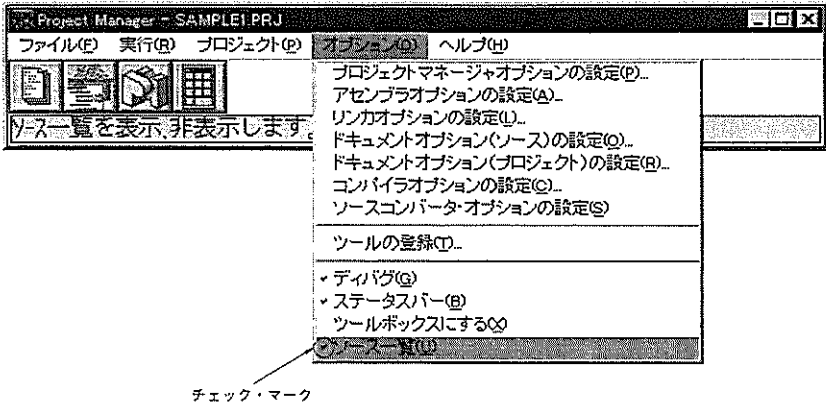 Project Manager - SAMPLE1.PRJ
ファイル(F) 実行(R) プロジェクト(P) オプション(O) ヘルプ(H)
プロジェクトマネージャオプションの設定(P)...
アセンブラオプションの設定(A)...
リンカオプションの設定(L)...
ドキュメントオプション(ソース)の設定(O)...
ドキュメントオプション(プロジェクト)の設定(R)...
コンパイラオプションの設定(C)...
ソースコンバータ・オプションの設定(S)
ツールの登録(T)...
✓ディバグ(G)
✓ステータスバー(B)
ツールボックスにする(X)
✓ソース一覧(U)
ソース一覧を表示,非表示します。
チェック・マーク